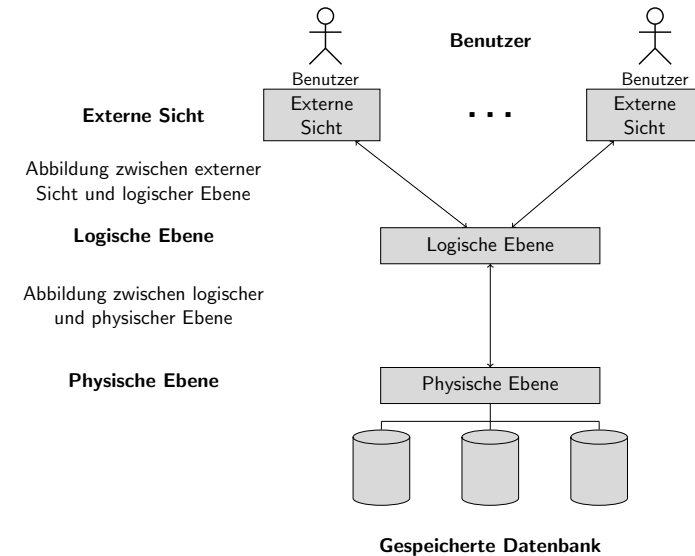 Benutzer
Benutzer
Benutzer
Externe Sicht
Externe
Sicht
. . .
Externe
Sicht
Abbildung zwischen externer
Sicht und logischer Ebene
Logische Ebene
Logische Ebene
Abbildung zwischen logischer
und physischer Ebene
Physische Ebene
Physische Ebene
Gespeicherte Datenbank